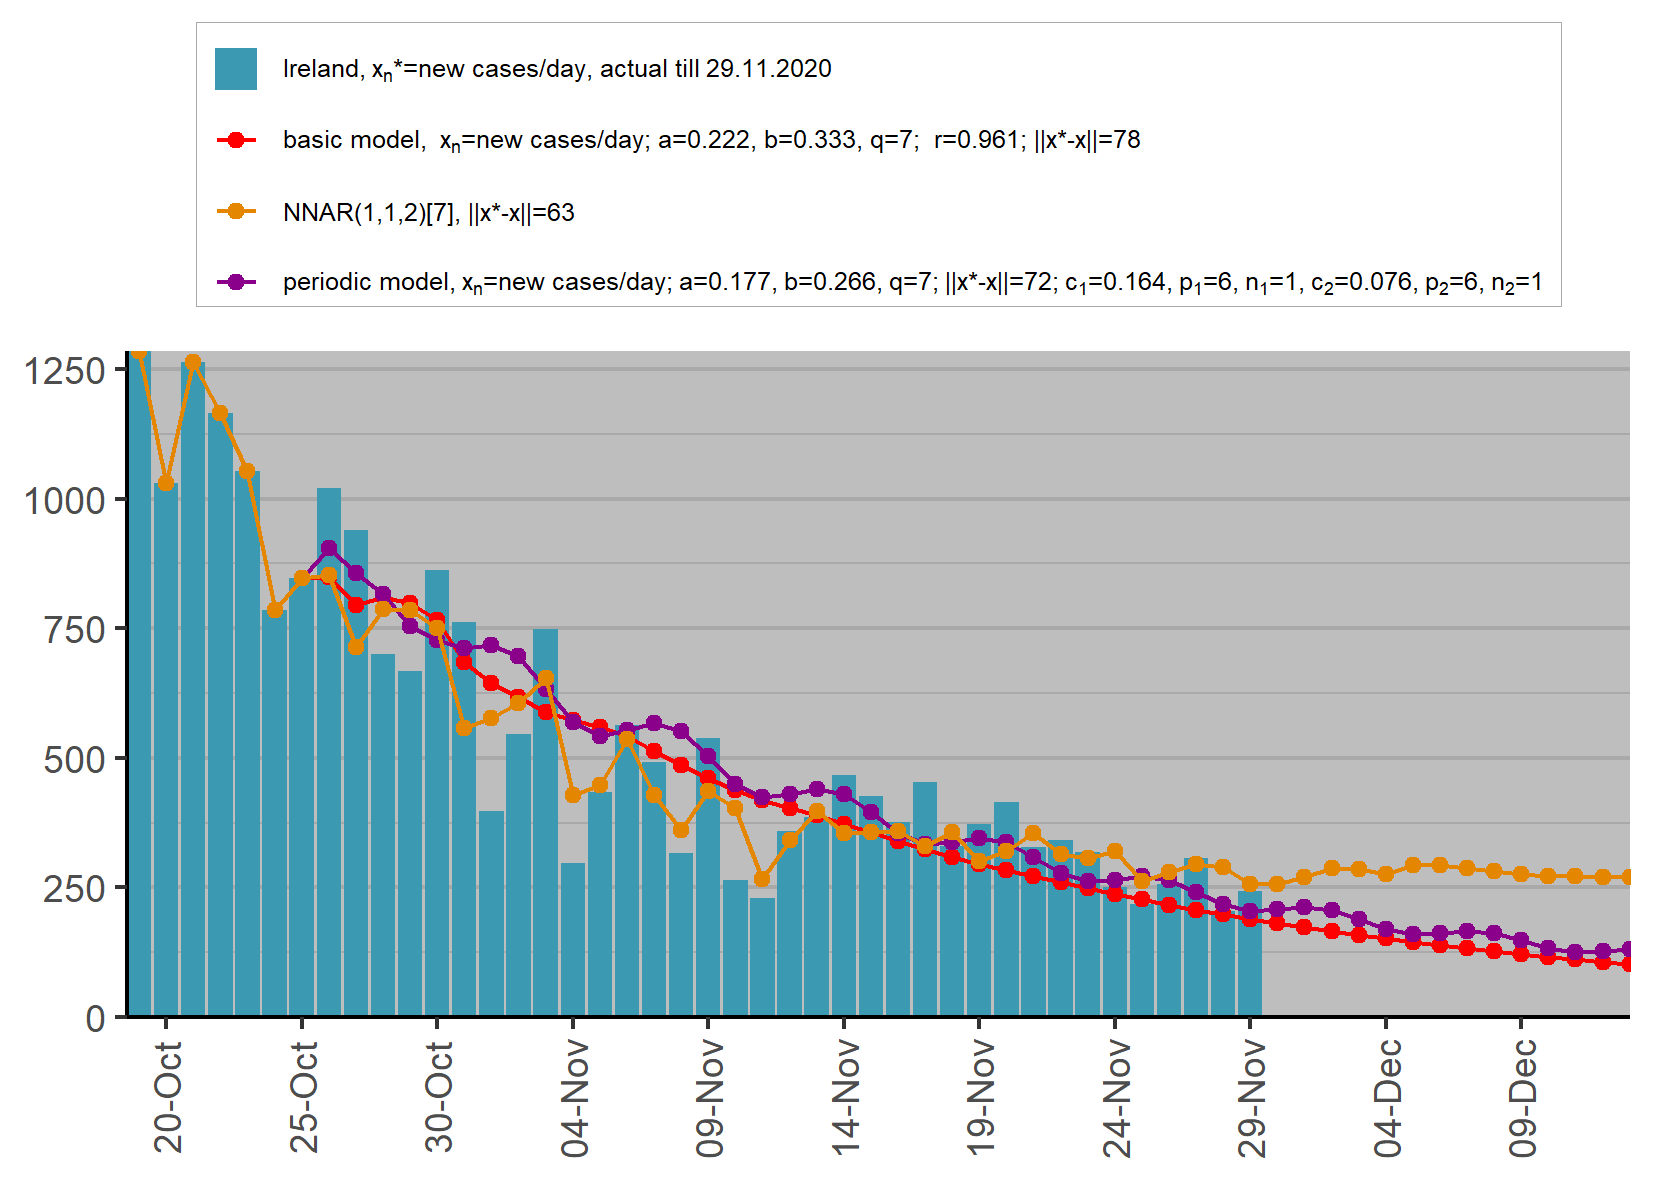 Ireland, xₙ*=new cases/day, actual till 29.11.2020
basic model, xₙ=new cases/day; a=0.222, b=0.333, q=7; r=0.961; ||x*-x||=78
NNAR(1,1,2)[7], ||x*-x||=63
periodic model, xₙ=new cases/day; a=0.177, b=0.266, q=7; ||x*-x||=72; c₁=0.164, p₁=6, n₁=1, c₂=0.076, p₂=6, n₂=1
1250
1000
750
500
250
0
20-Oct
25-Oct
30-Oct
04-Nov
09-Nov
14-Nov
19-Nov
24-Nov
29-Nov
04-Dec
09-Dec